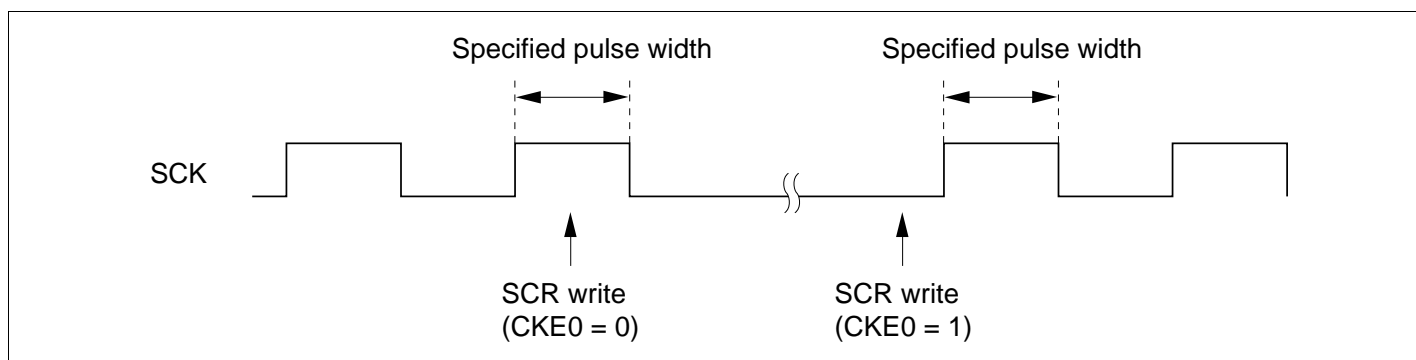 Specified pulse width
Specified pulse width
SCK
SCR write
(CKE0 = 0)
SCR write
(CKE0 = 1)